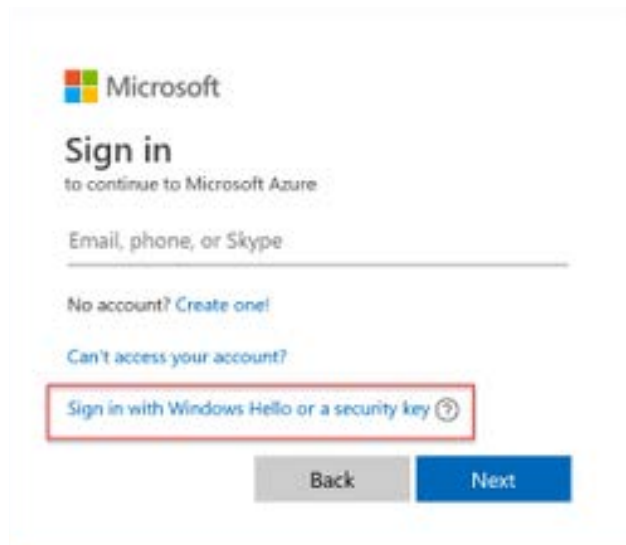 Microsoft
Sign in
to continue to Microsoft Azure
Email, phone, or Skype
No account? Create one!
Can't access your account?
Sign in with Windows Hello or a security key ?
Back Next